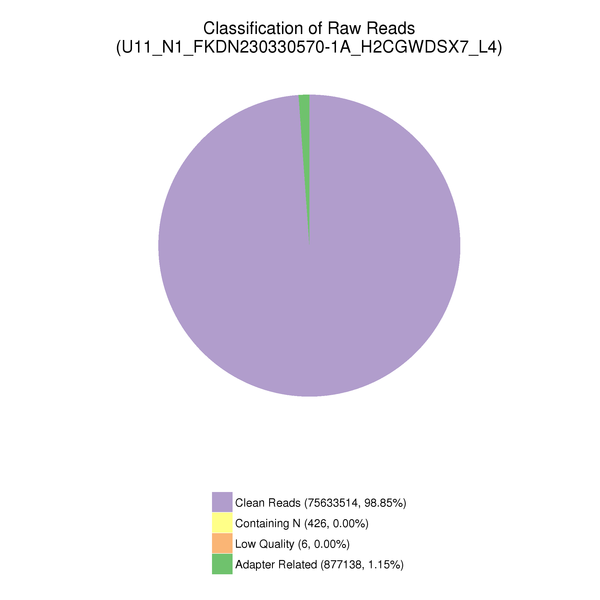 Classification of Raw Reads
(U11_N1_FKDN230330570-1A_H2CGWDSX7_L4)
Clean Reads (75633514, 98.85%)
Containing N (426, 0.00%)
Low Quality (6, 0.00%)
Adapter Related (877138, 1.15%)